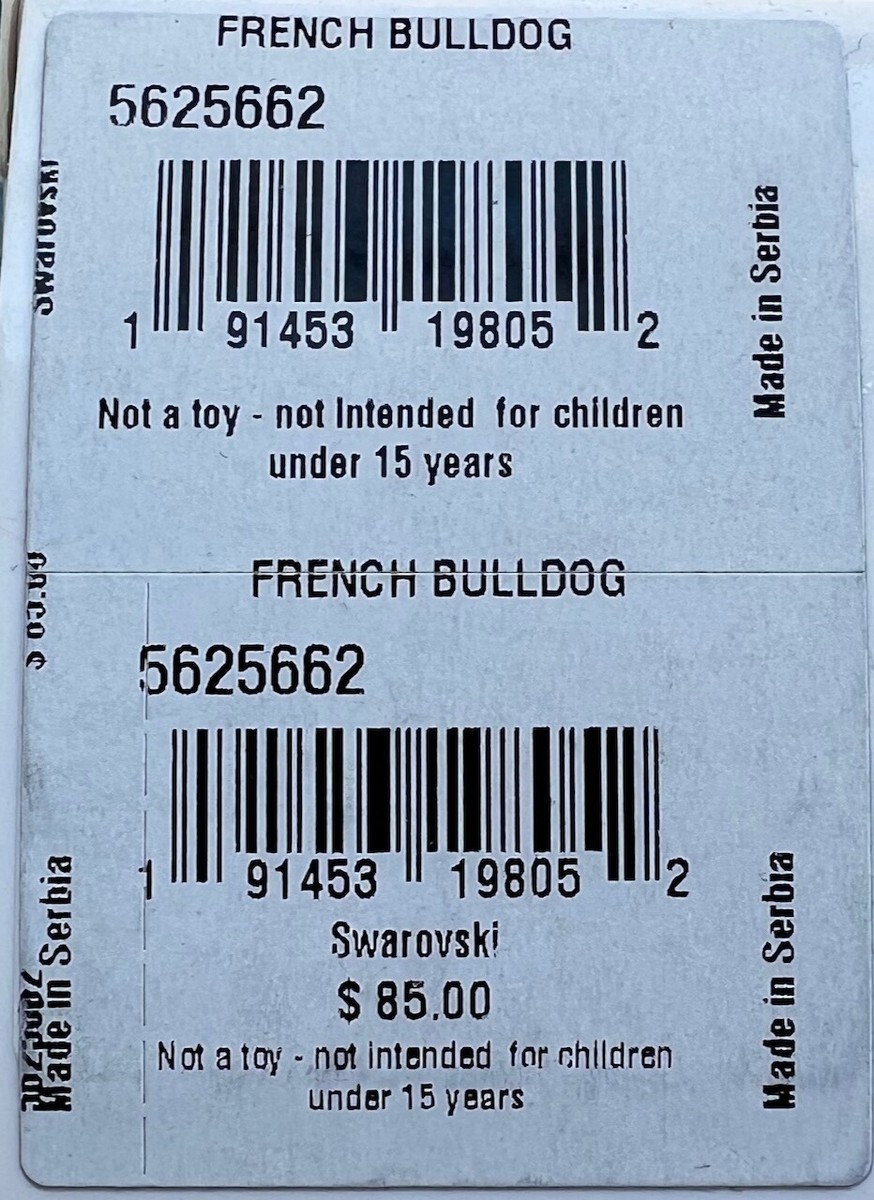 FRENCH BULLDOG
5625662
Swarovski
1 91453 19805 2
Made in Serbia
Not a toy - not Intended for children
under 15 years
FRENCH BULLDOG
5625662
1 91453 19805 2
Swarovski
$ 85.00
Not a toy - not intended for children
under 15 years
Made in Serbia
Made in Serbia